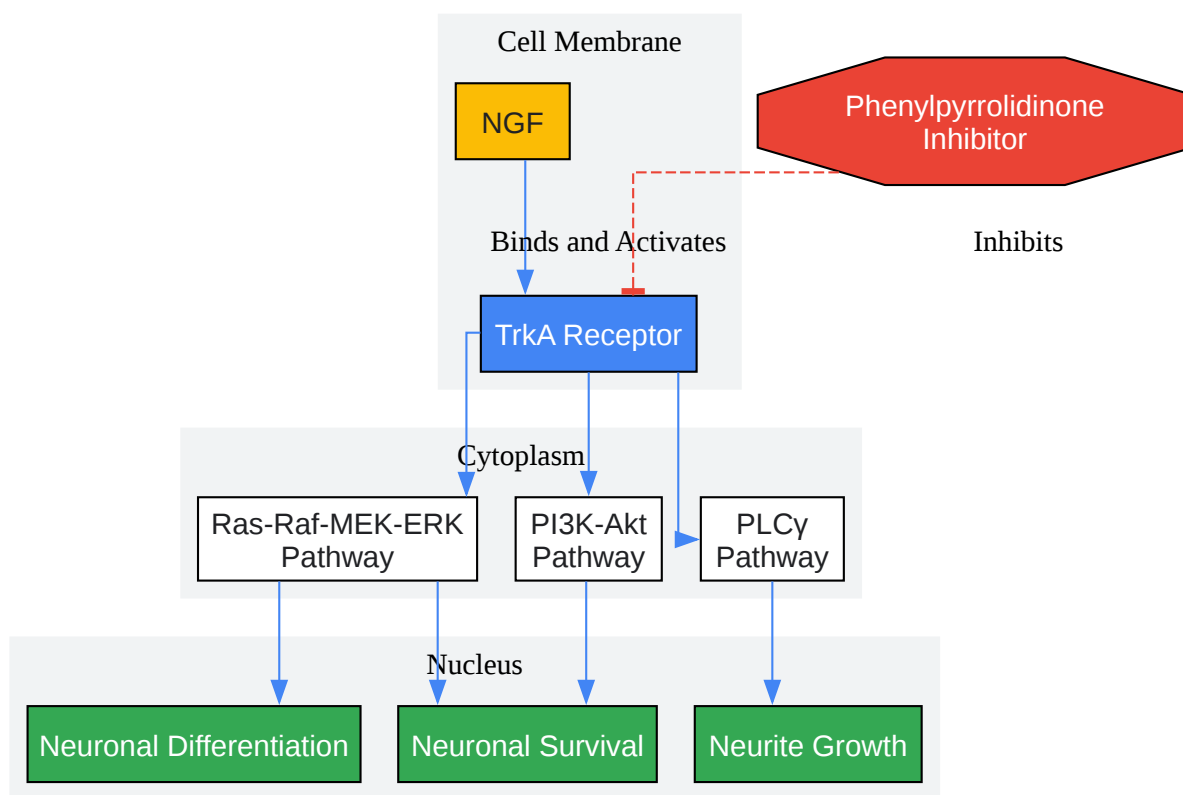 Cell Membrane
NGF
Phenylpyrrolidinone
Inhibitor
Binds and Activates
Inhibits
TrkA Receptor
Cytoplasm
Ras-Raf-MEK-ERK
Pathway
PI3K-Akt
Pathway
PLCγ
Pathway
Nucleus
Neuronal Differentiation
Neuronal Survival
Neurite Growth